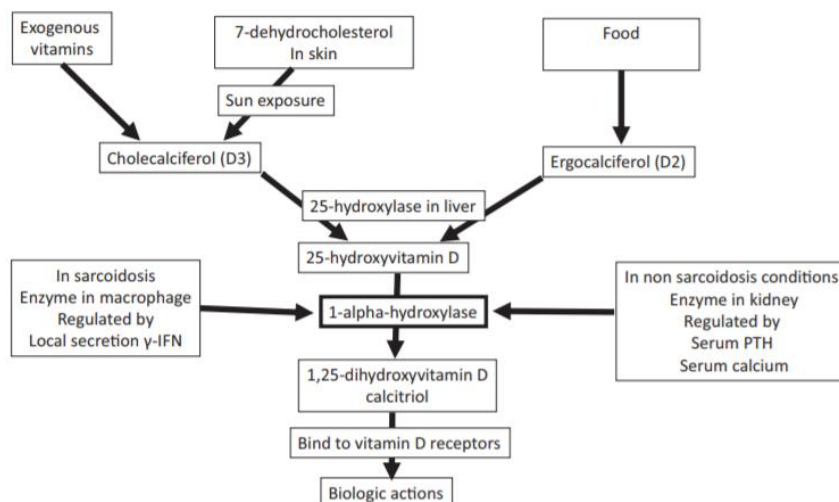 Exogenous
vitamins
7-dehydrocholesterol
In skin
Food
Sun exposure
Cholecalciferol (D3)
Ergocalciferol (D2)
25-hydroxylase in liver
25-hydroxyvitamin D
In sarcoidosis
Enzyme in macrophage
Regulated by
Local secretion γ-IFN
1-alpha-hydroxylase
In non sarcoidosis conditions
Enzyme in kidney
Regulated by
Serum PTH
Serum calcium
1,25-dihydroxyvitamin D
calcitriol
Bind to vitamin D receptors
Biologic actions